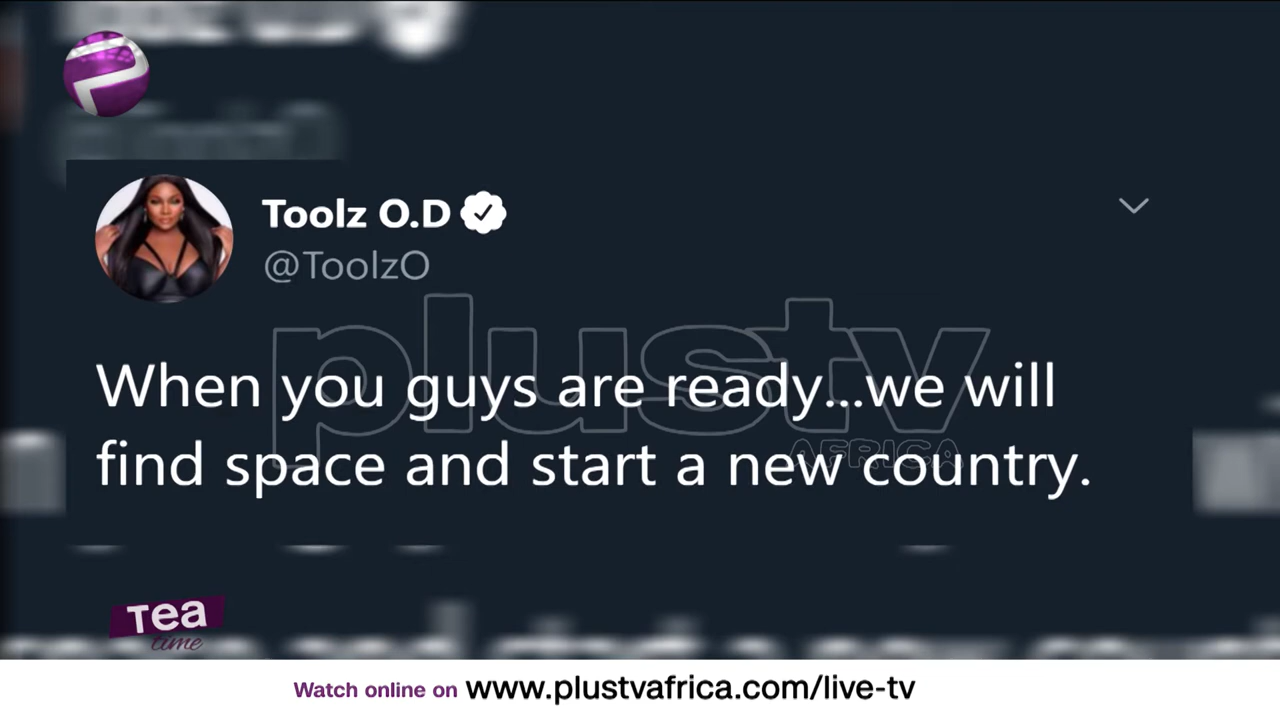 Toolz O.D
@ToolzO
plustv
AFRICA
When you guys are ready...we will
find space and start a new country.
Tea
time
Watch online on www.plustvafrica.com/live-tv